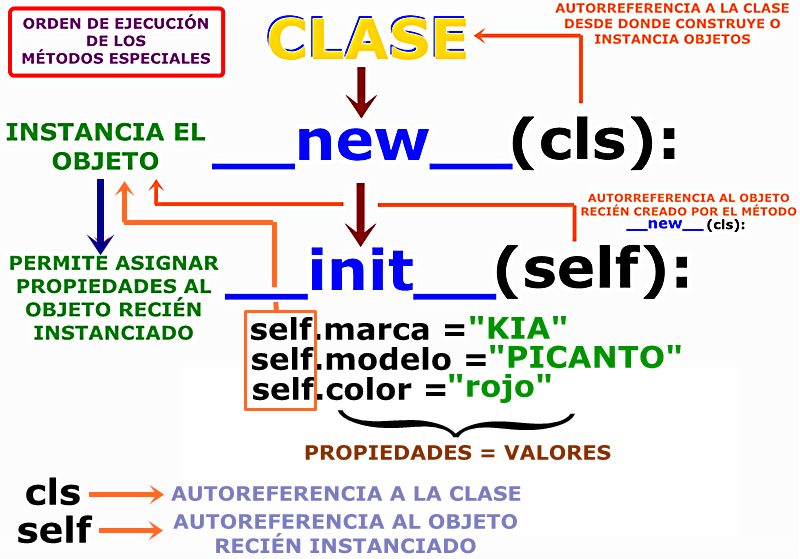 ORDEN DE EJECUCIÓN
DE LOS
MÉTODOS ESPECIALES
CLASE
AUTORREFERENCIA A LA CLASE
DESDE DONDE CONSTRUYE O
INSTANCIA OBJETOS
INSTANCIA EL
OBJETO
__new__(cls):
AUTORREFERENCIA AL OBJETO
RECIÉN CREADO POR EL MÉTODO
__new__(cls):
PERMITE ASIGNAR
PROPIEDADES AL
OBJETO RECIÉN
INSTANCIADO
__init__(self):
self.marca ="KIA"
self.modelo ="PICANTO"
self.color ="rojo"
PROPIEDADES = VALORES
cls AUTOREFERENCIA A LA CLASE
self AUTOREFERENCIA AL OBJETO
RECIÉN INSTANCIADO